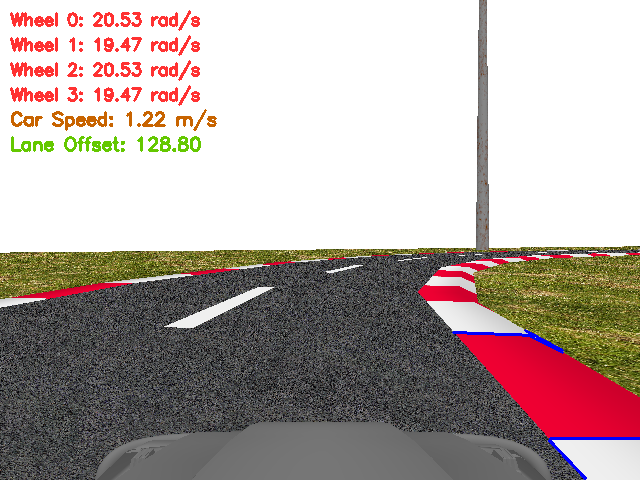 Wheel 0: 20.53 rad/s
Wheel 1: 19.47 rad/s
Wheel 2: 20.53 rad/s
Wheel 3: 19.47 rad/s
Car Speed: 1.22 m/s
Lane Offset: 128.80